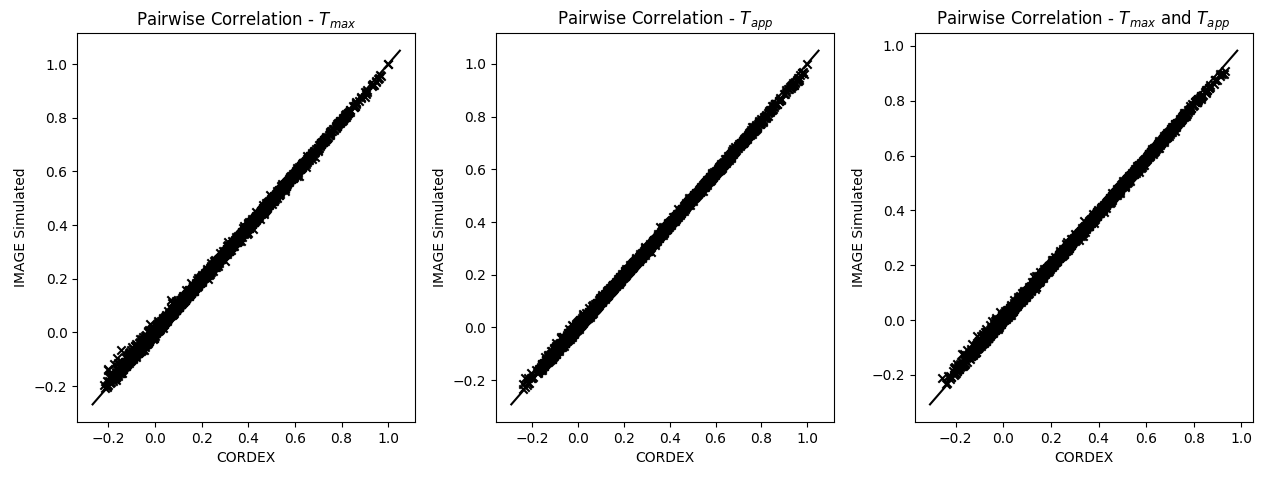 Pairwise Correlation - T_max
1.0
0.8
0.6
0.4
0.2
0.0
−0.2
IMAGE Simulated
−0.2 0.0 0.2 0.4 0.6 0.8 1.0
CORDEX
Pairwise Correlation - T_app
1.0
0.8
0.6
0.4
0.2
0.0
−0.2
IMAGE Simulated
−0.2 0.0 0.2 0.4 0.6 0.8 1.0
CORDEX
Pairwise Correlation - T_max and T_app
1.0
0.8
0.6
0.4
0.2
0.0
−0.2
IMAGE Simulated
−0.2 0.0 0.2 0.4 0.6 0.8 1.0
CORDEX